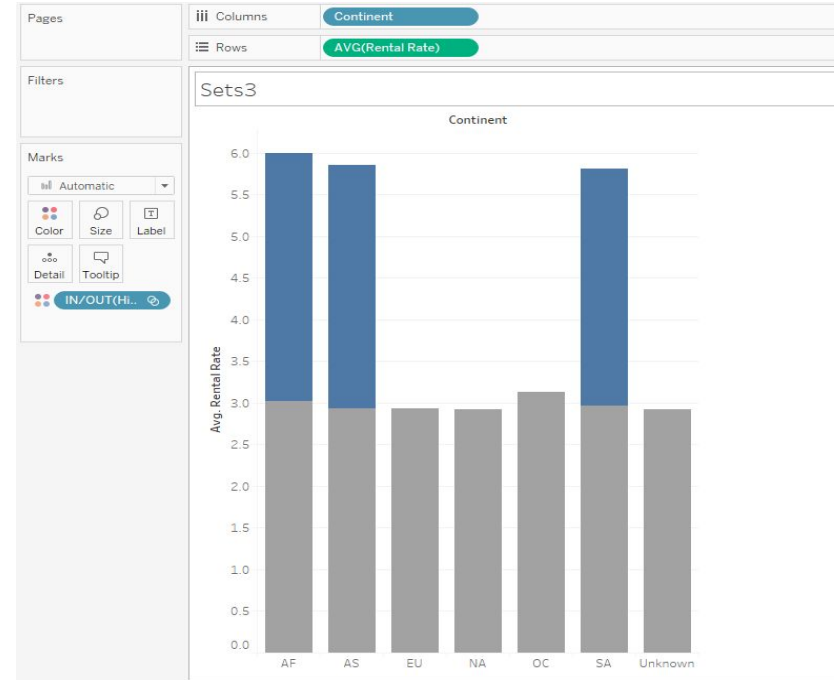 Pages
Columns
Continent
Rows
AVG(Rental Rate)
Filters
Sets3
Marks
Automatic
Color
Size
T
Label
Detail
Tooltip
IN/OUT(Hi..
Continent
Avg. Rental Rate
6.0
5.5
5.0
4.5
4.0
3.5
3.0
2.5
2.0
1.5
1.0
0.5
0.0
AF AS EU NA OC SA Unknown